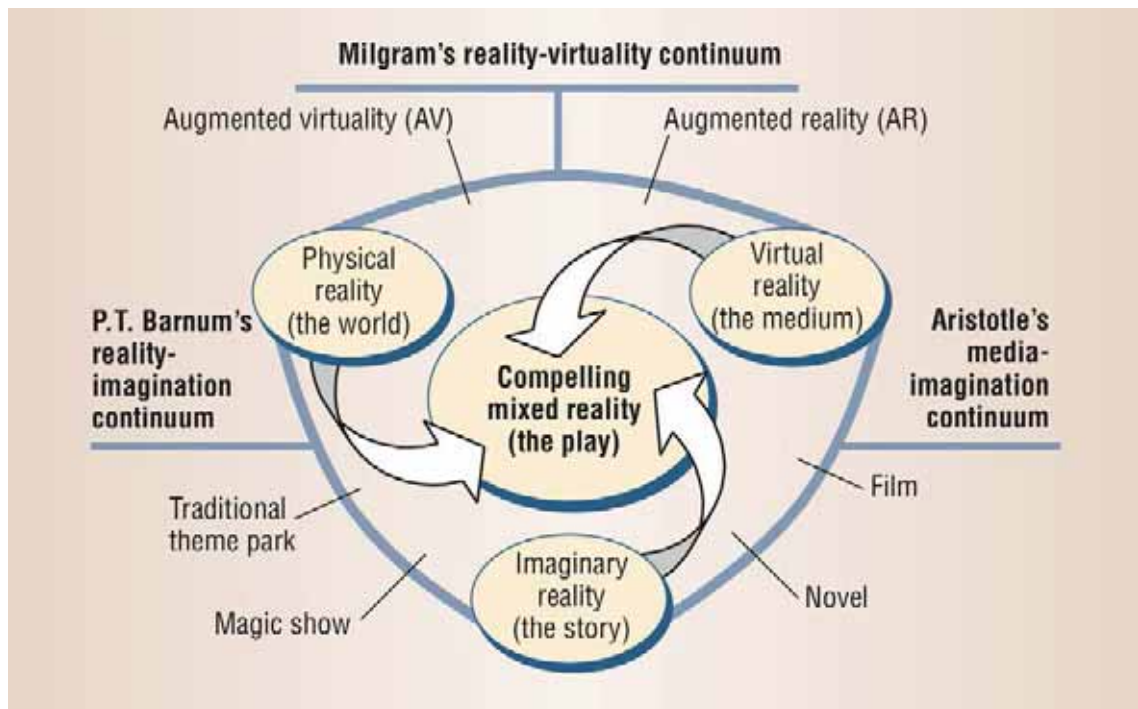 Milgram's reality-virtuality continuum
Augmented virtuality (AV)
Augmented reality (AR)
Physical
reality
(the world)
Virtual
reality
(the medium)
P.T. Barnum's
reality-
imagination
continuum
Aristotle's
media-
imagination
continuum
Compelling
mixed reality
(the play)
Traditional
theme park
Film
Imaginary
reality
(the story)
Magic show
Novel